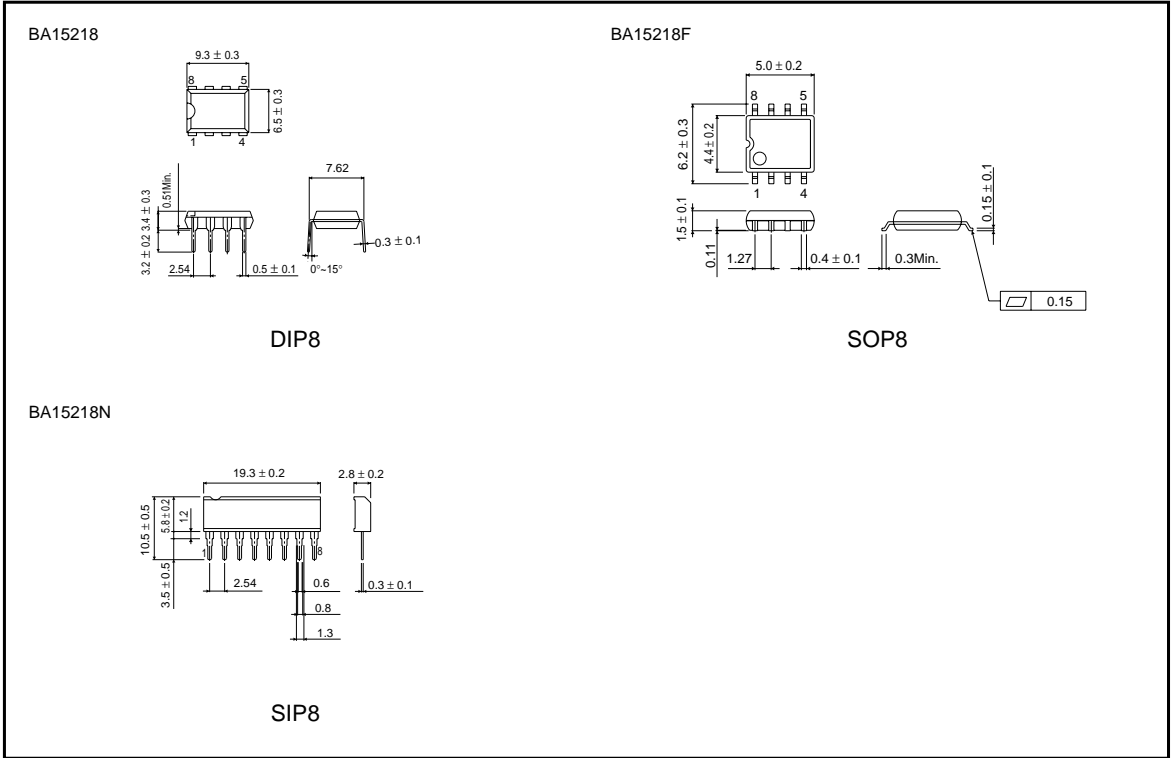 BA15218
9.3 ± 0.3
8 5
6.5 ± 0.3
1 4
0.51Min.
3.4 ± 0.3
3.2 ± 0.2
7.62
2.54
0.5 ± 0.1
0°~15°
0.3 ± 0.1
DIP8
BA15218F
5.0 ± 0.2
8 5
6.2 ± 0.3
4.4 ± 0.2
1 4
1.5 ± 0.1
0.11
1.27
0.4 ± 0.1
0.3Min.
0.15 ± 0.1
0.15
SOP8
BA15218N
19.3 ± 0.2
2.8 ± 0.2
10.5 ± 0.5
5.8 ± 0.2
1.2
1 8
3.5 ± 0.5
2.54
0.6
0.3 ± 0.1
0.8
1.3
SIP8